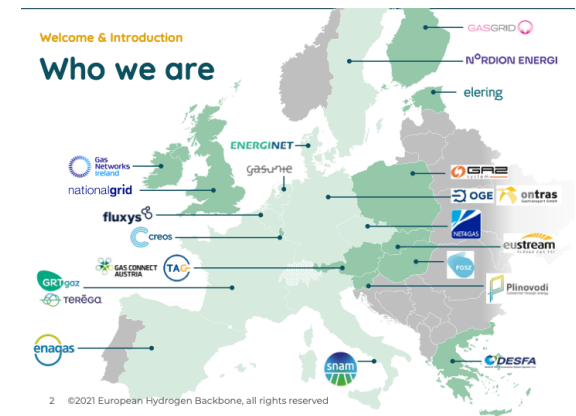 Welcome & Introduction
Who we are
GASGRID
NORDION ENERGI
elering
ENERGINET
gasunie
Gas
Networks
Ireland
nationalgrid
GAZ
system
OGE
ontras
fluxys
creos
NET4GAS
eustream
GAS CONNECT
AUSTRIA
TAG
FGSZ
GRTgaz
TERĒGA
Plinovodi
enagas
snam
DESFA
2 ©2021 European Hydrogen Backbone, all rights reserved